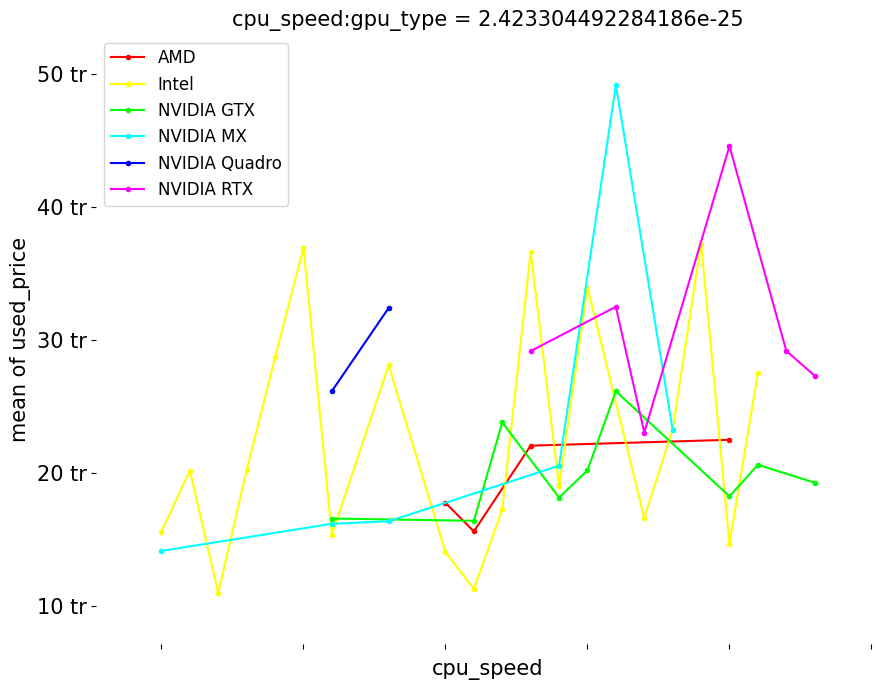 cpu_speed:gpu_type = 2.423304492284186e-25
AMD
Intel
NVIDIA GTX
NVIDIA MX
NVIDIA Quadro
NVIDIA RTX
50 tr
40 tr
30 tr
20 tr
10 tr
mean of used_price
cpu_speed